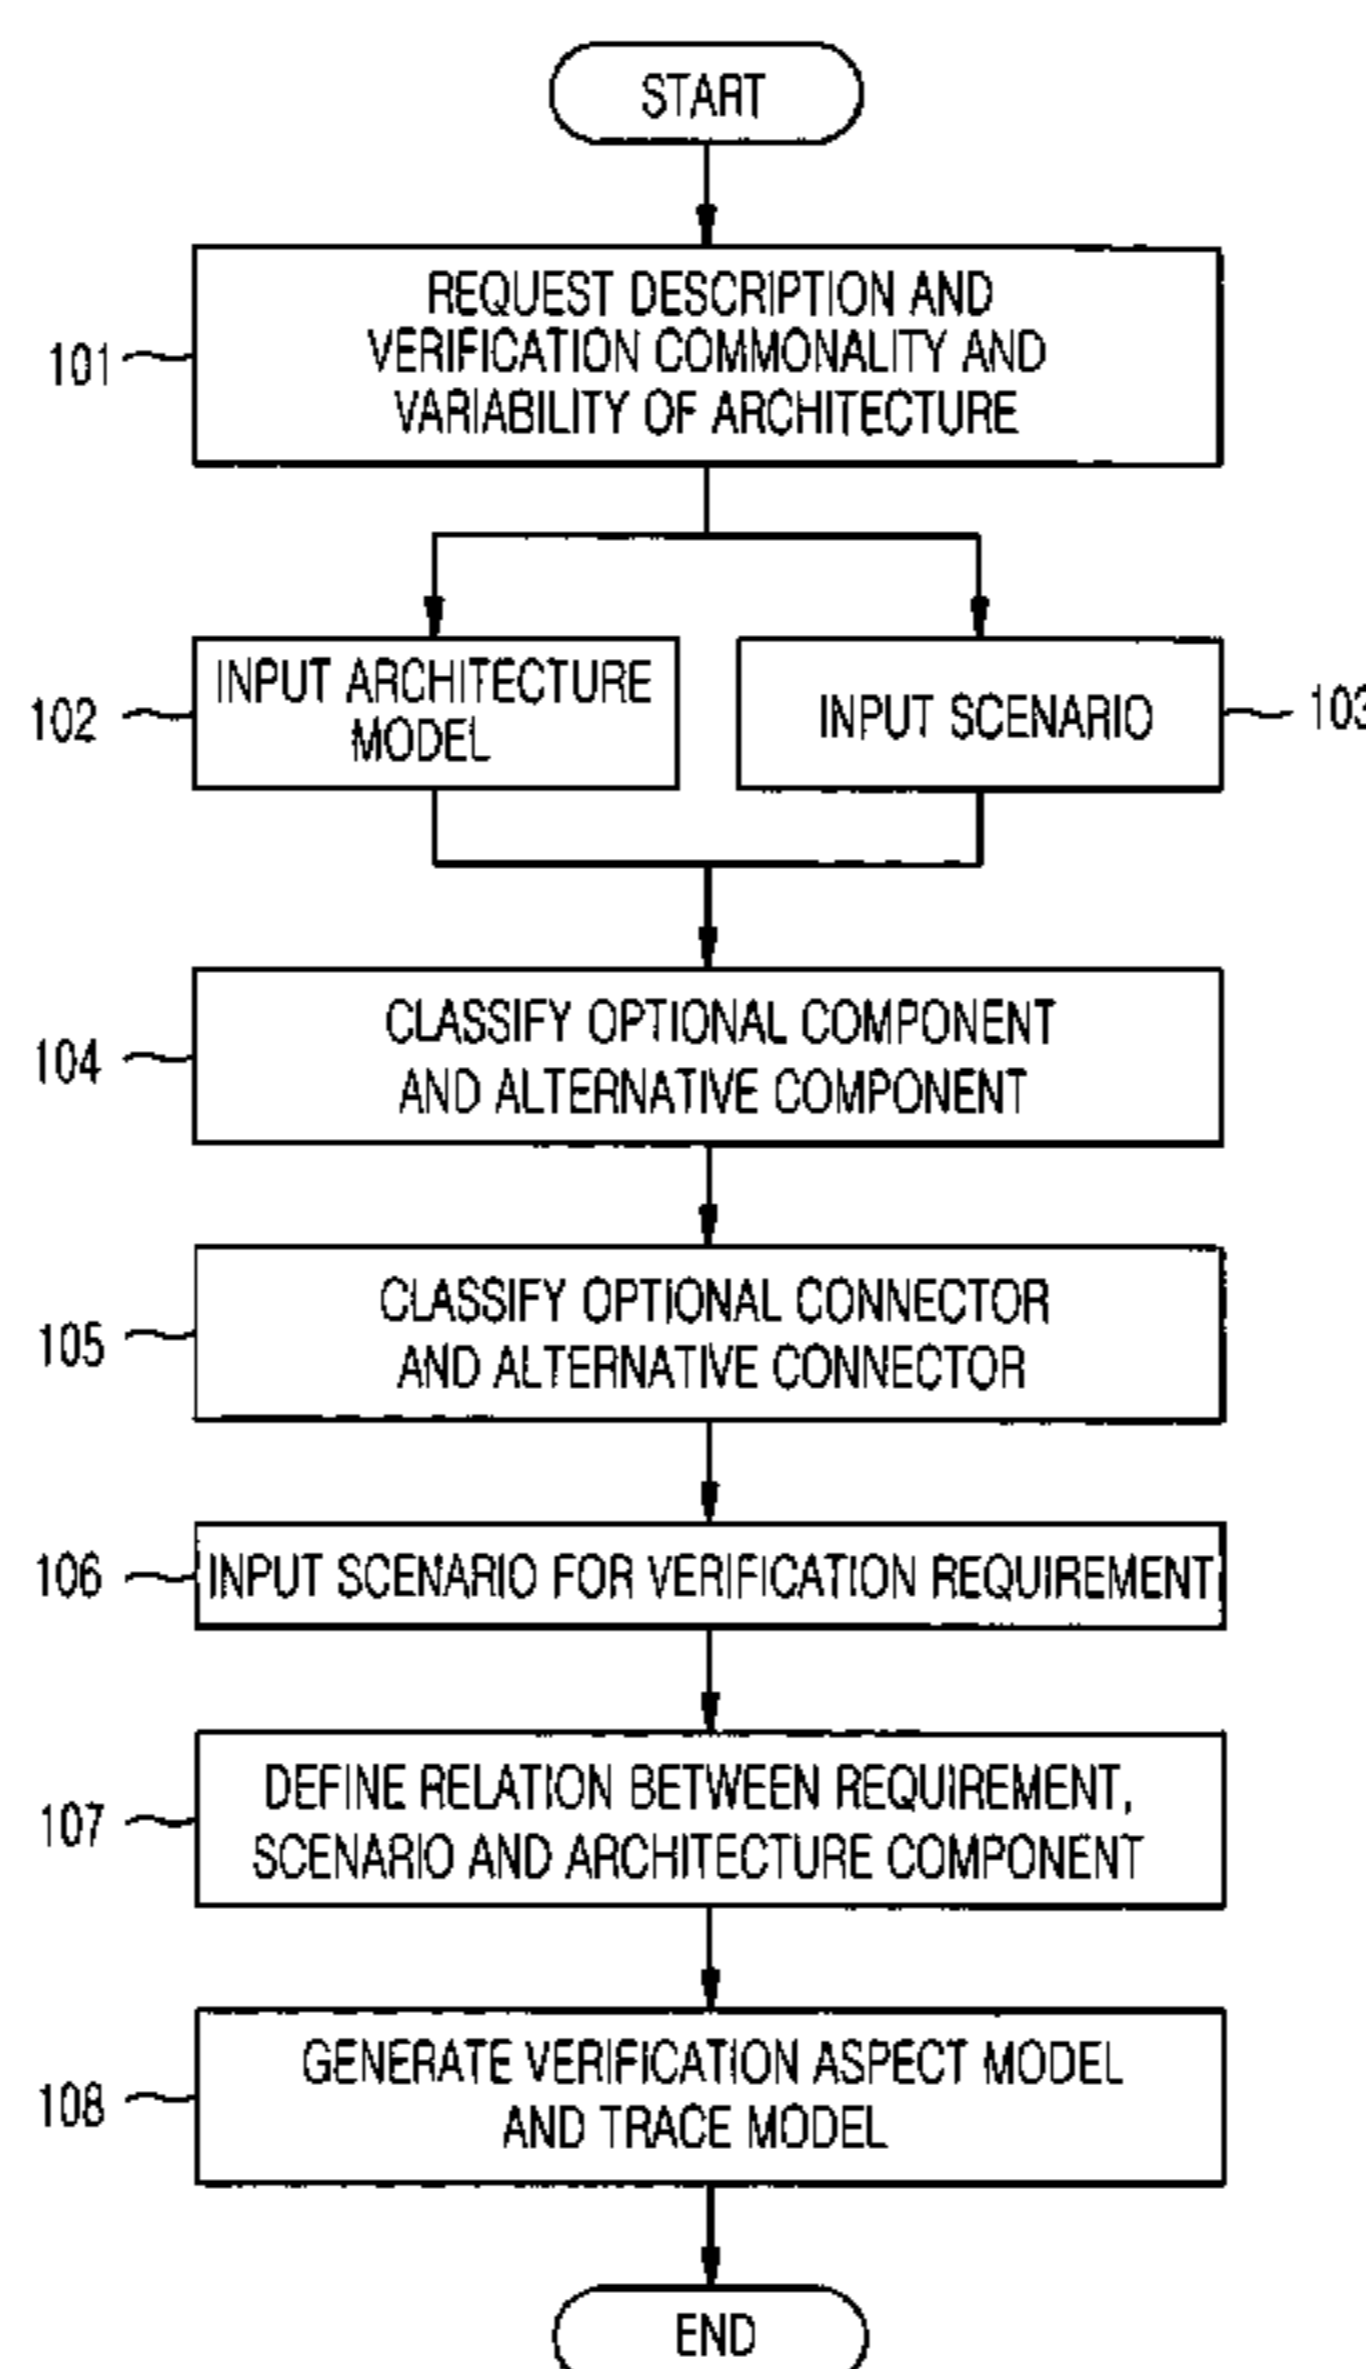 START
101
REQUEST DESCRIPTION AND
VERIFICATION COMMONALITY AND
VARIABILITY OF ARCHITECTURE
102
INPUT ARCHITECTURE
MODEL
INPUT SCENARIO
103
104
CLASSIFY OPTIONAL COMPONENT
AND ALTERNATIVE COMPONENT
105
CLASSIFY OPTIONAL CONNECTOR
AND ALTERNATIVE CONNECTOR
106
INPUT SCENARIO FOR VERIFICATION REQUIREMENT
107
DEFINE RELATION BETWEEN REQUIREMENT,
SCENARIO AND ARCHITECTURE COMPONENT
108
GENERATE VERIFICATION ASPECT MODEL
AND TRACE MODEL
END